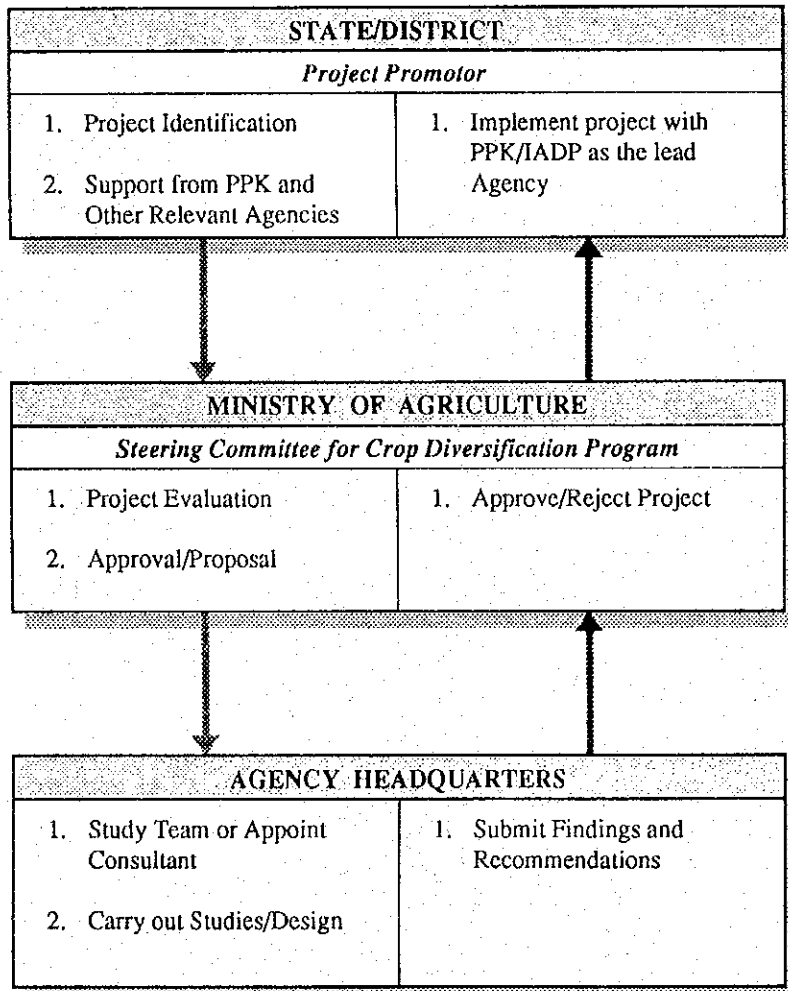 STATE/DISTRICT
Project Promotor
1. Project Identification
2. Support from PPK and
Other Relevant Agencies
1. Implement project with
PPK/IADP as the lead
Agency
MINISTRY OF AGRICULTURE
Steering Committee for Crop Diversification Program
1. Project Evaluation
2. Approval/Proposal
1. Approve/Reject Project
AGENCY HEADQUARTERS
1. Study Team or Appoint
Consultant
2. Carry out Studies/Design
1. Submit Findings and
Recommendations